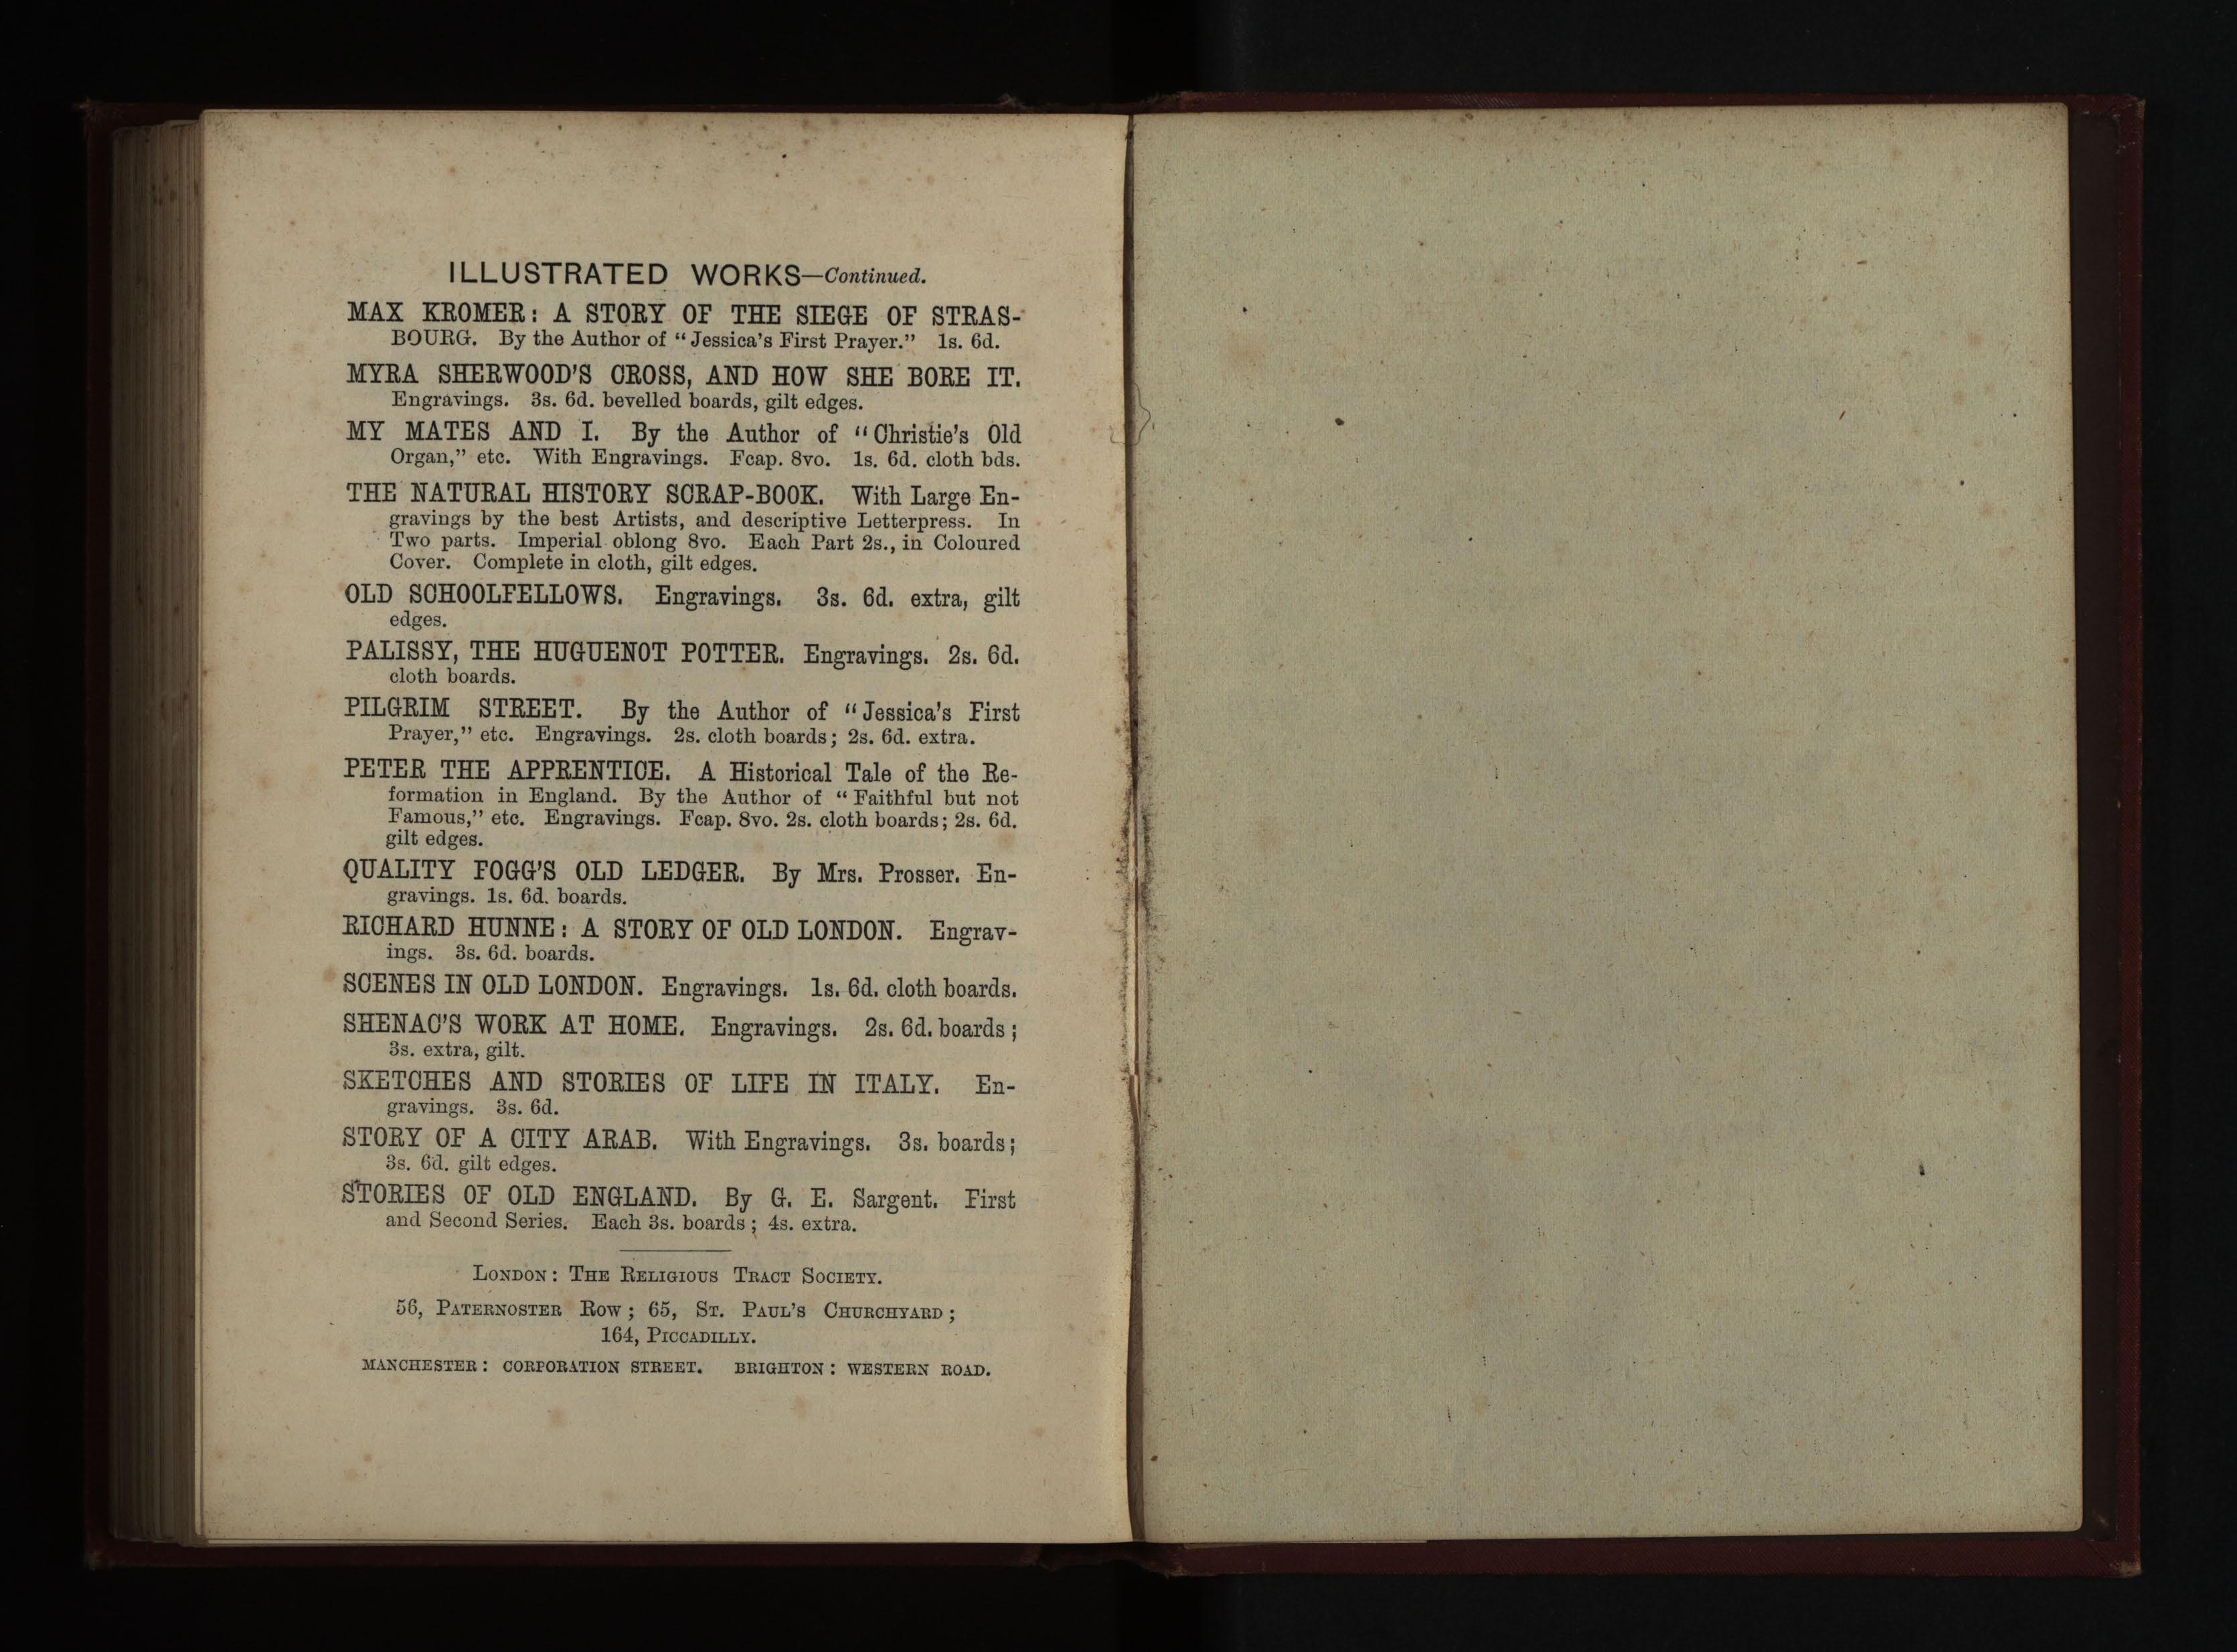 ILLUSTRATED WORKS—Continued.
MAX KROMER: A STORY OF THE SIEGE OF STRAS-
BOURG. By the Author of "Jessica's First Prayer." 1s. 6d.
MYRA SHERWOOD'S CROSS, AND HOW SHE BORE IT.
Engravings. 3s. 6d. bevelled boards, gilt edges.
MY MATES AND I. By the Author of "Christie's Old
Organ," etc. With Engravings. Fcap. 8vo. 1s. 6d. cloth bds.
THE NATURAL HISTORY SCRAP-BOOK. With Large En-
gravings by the best Artists, and descriptive Letterpress. In
Two parts. Imperial oblong 8vo. Each Part 2s., in Coloured
Cover. Complete in cloth, gilt edges.
OLD SCHOOLFELLOWS. Engravings. 3s. 6d. extra, gilt
edges.
PALISSY, THE HUGUENOT POTTER. Engravings. 2s. 6d.
cloth boards.
PILGRIM STREET. By the Author of "Jessica's First
Prayer," etc. Engravings. 2s. cloth boards; 2s. 6d. extra.
PETER THE APPRENTICE. A Historical Tale of the Re-
formation in England. By the Author of "Faithful but not
Famous," etc. Engravings. Fcap. 8vo. 2s. cloth boards; 2s. 6d.
gilt edges.
QUALITY FOGG'S OLD LEDGER. By Mrs. Prosser. En-
gravings. 1s. 6d. boards.
RICHARD HUNNE: A STORY OF OLD LONDON. Engrav-
ings. 3s. 6d. boards.
SCENES IN OLD LONDON. Engravings. 1s. 6d. cloth boards.
SHENAC'S WORK AT HOME. Engravings. 2s. 6d. boards;
3s. extra, gilt.
SKETCHES AND STORIES OF LIFE IN ITALY. En-
gravings. 3s. 6d.
STORY OF A CITY ARAB. With Engravings. 3s. boards;
3s. 6d. gilt edges.
STORIES OF OLD ENGLAND. By G. E. Sargent. First
and Second Series. Each 3s. boards; 4s. extra.
LONDON: THE RELIGIOUS TRACT SOCIETY.
56, PATERNOSTER ROW; 65, ST. PAUL'S CHURCHYARD;
164, PICCADILLY.
MANCHESTER: CORPORATION STREET. BRIGHTON: WESTERN ROAD.